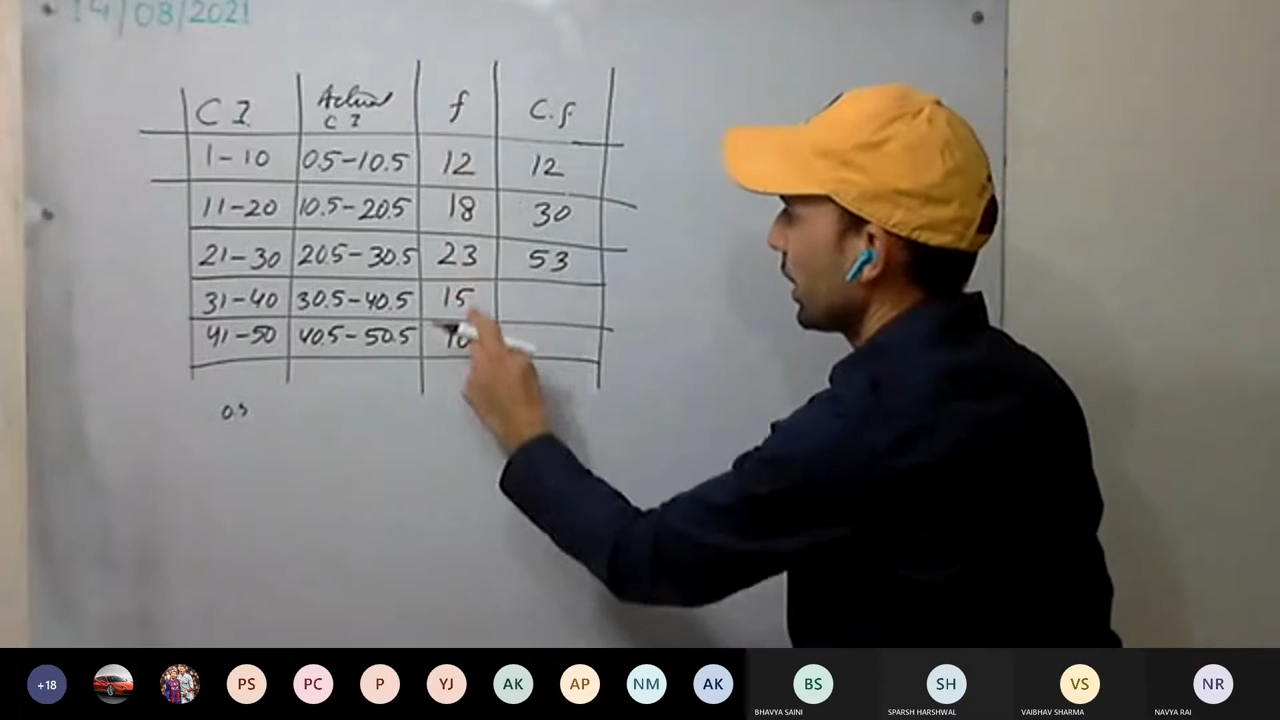 14/08/2021
C I Actual C I f C.f
1-10 0.5-10.5 12 12
11-20 10.5-20.5 18 30
21-30 205-30.5 23 53
31-40 30.5-40.5 15
41-50 40.5-50.5 10
0.5
+18 PS PC P YJ AK AP NM AK BS SH VS NR
BHAVYA SAINI SPARSH HARSHWAL VAIBHAV SHARMA NAVYA RAI